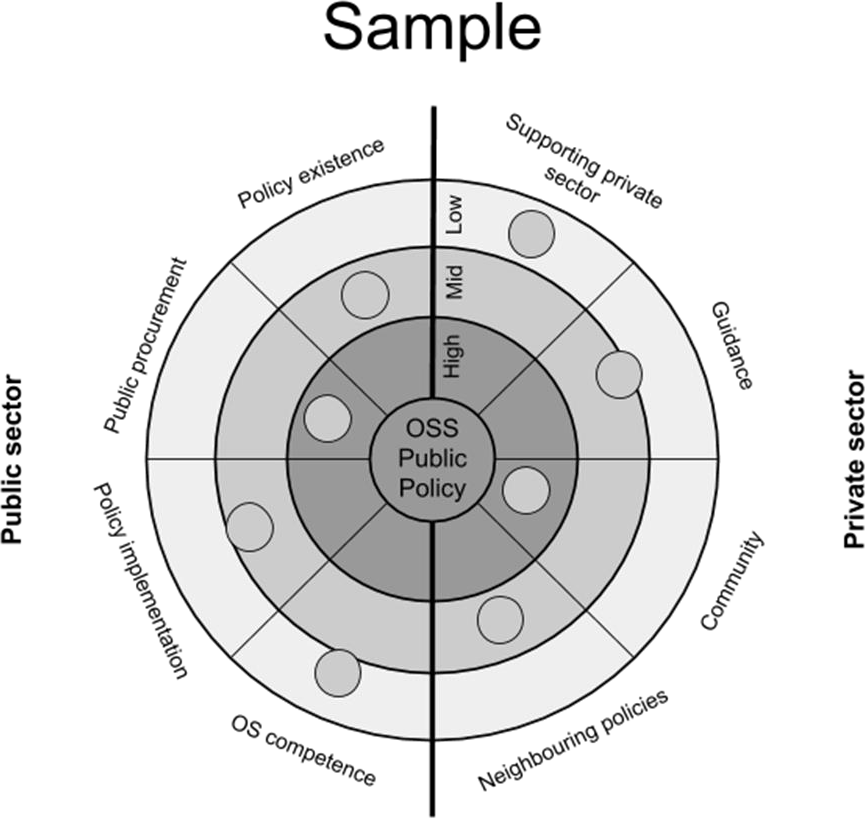 Sample
Policy existence
Supporting private
sector
Low
Mid
High
Public procurement
Guidance
Public sector
Private sector
OSS
Public
Policy
Policy implementation
Community
OS competence
Neighbouring policies